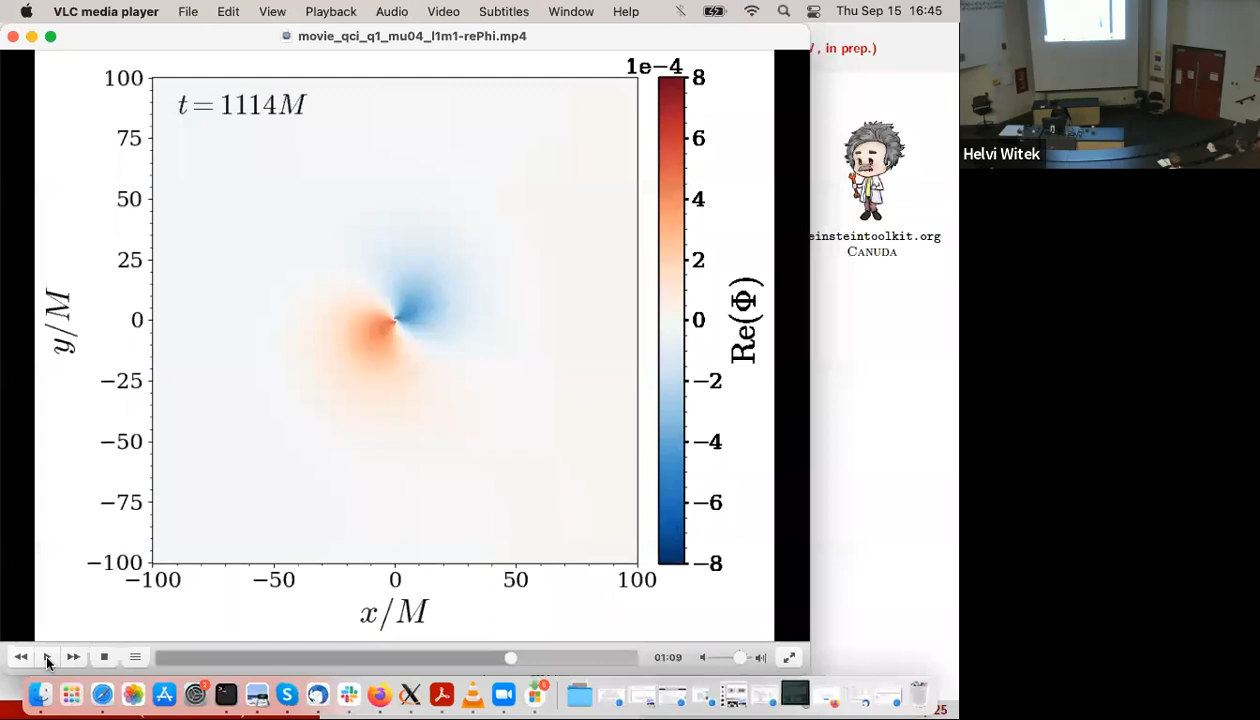 VLC media player File Edit View Playback Audio Video Subtitles Window Help Thu Sep 15 16:45
movie_qci_q1_mu04_l1m1-rePhi.mp4
, in prep.)
Helvi Witek
einsteintoolkit.org
CANUDA
t = 1114M
1e−4
100
75
50
25
0
−25
−50
−75
−100
y/M
−100 −50 0 50 100
x/M
8
6
4
2
0
−2
−4
−6
−8
Re(Φ)
01:09
25